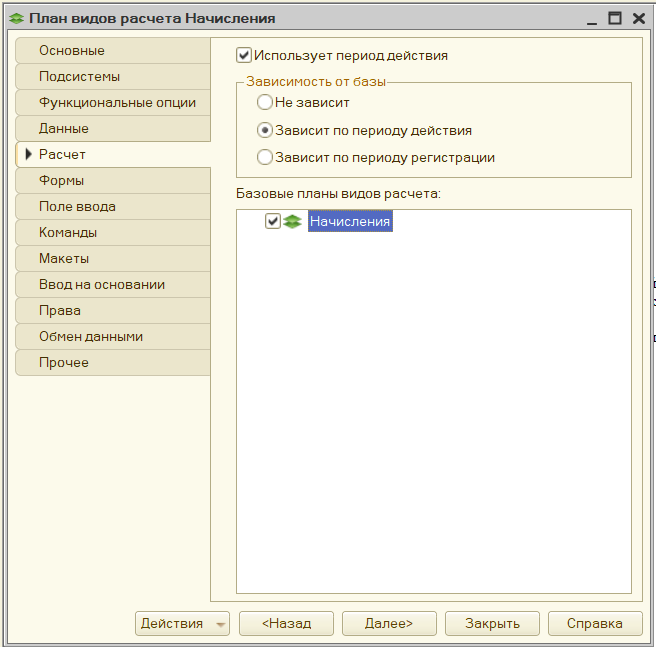 План видов расчета Начисления
Основные
Подсистемы
Функциональные опции
Данные
Расчет
Формы
Поле ввода
Команды
Макеты
Ввод на основании
Права
Обмен данными
Прочее
Использует период действия
Зависимость от базы
Не зависит
Зависит по периоду действия
Зависит по периоду регистрации
Базовые планы видов расчета:
Начисления
Действия
<Назад
Далее>
Закрыть
Справка